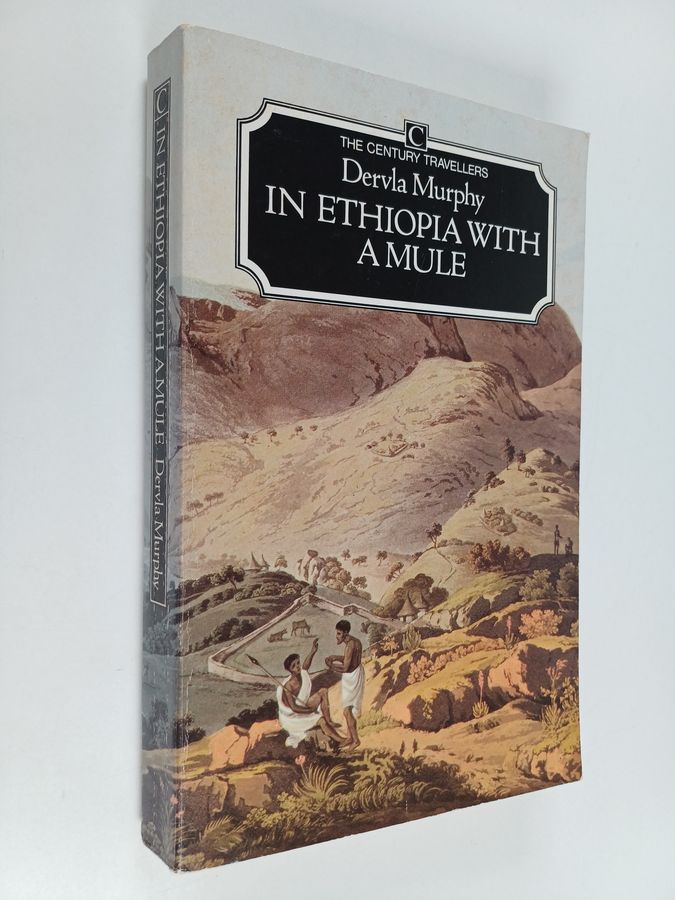 C
THE CENTURY TRAVELLERS
Dervla Murphy
IN ETHIOPIA WITH
A MULE
C IN ETHIOPIA WITH A MULE Dervla Murphy